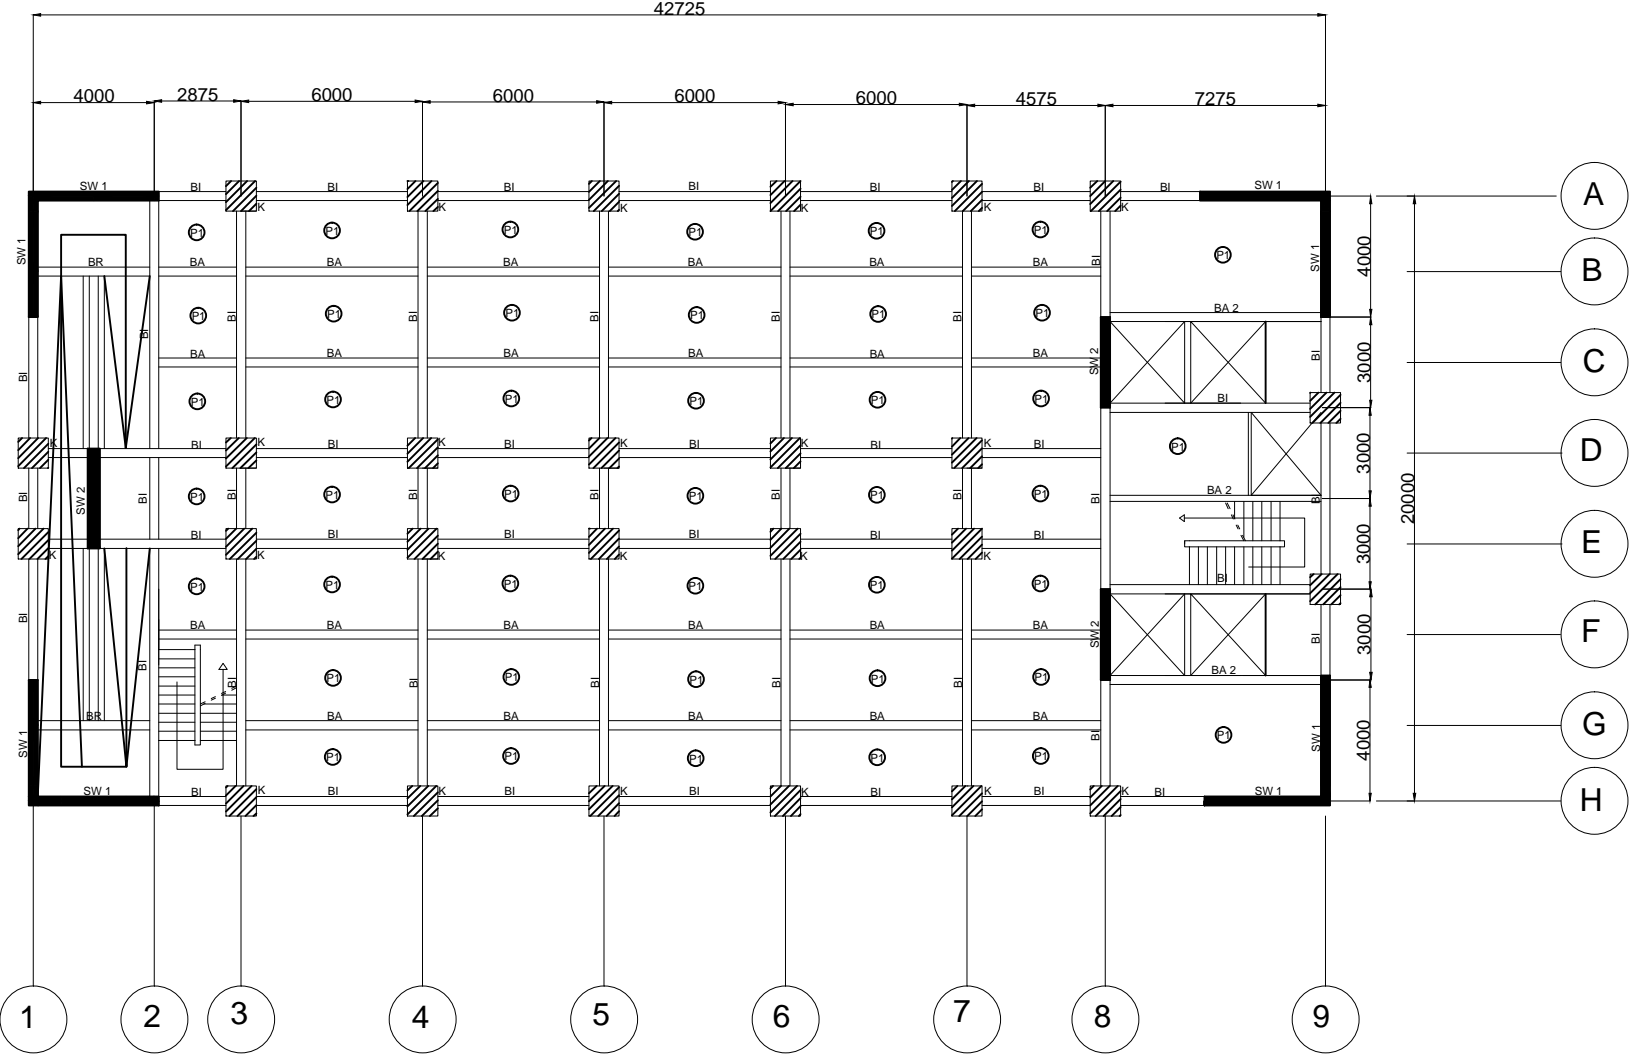 42725
4000 2875 6000 6000 6000 6000 4575 7275
SW 1 BI BI BI BI BI BI BI SW 1
K K K K K K
A
SW 1 P1 P1 P1 P1 P1 P1 P1 SW 1 4000
BR BA BA BA BA BA BA BI
B
BI P1 BI P1 BI P1 BI P1 BI P1 BI P1 BA 2
BI BA BA BA BA BA BA SW 2 BI 3000
C
BI P1 P1 P1 P1 P1 P1 BI
K BI K BI K BI K BI K BI K BI P1 3000
D
BI SW 2 BI P1 BI P1 BI P1 BI P1 BI P1 BI P1 BI BA 2 BI
20000
K BI K BI K BI K BI K BI K BI 3000
E
P1 P1 P1 P1 P1 P1 BI
BI BA BA BA BA BA BA SW 2 BI 3000
F
BI BI P1 BI P1 BI P1 BI P1 BI P1 BA 2
BR BA BA BA BA BA
G
SW 1 P1 P1 P1 P1 P1 BI P1 SW 1 4000
SW 1 BI K BI K BI K BI K BI K BI K BI SW 1
H
1 2 3 4 5 6 7 8 9